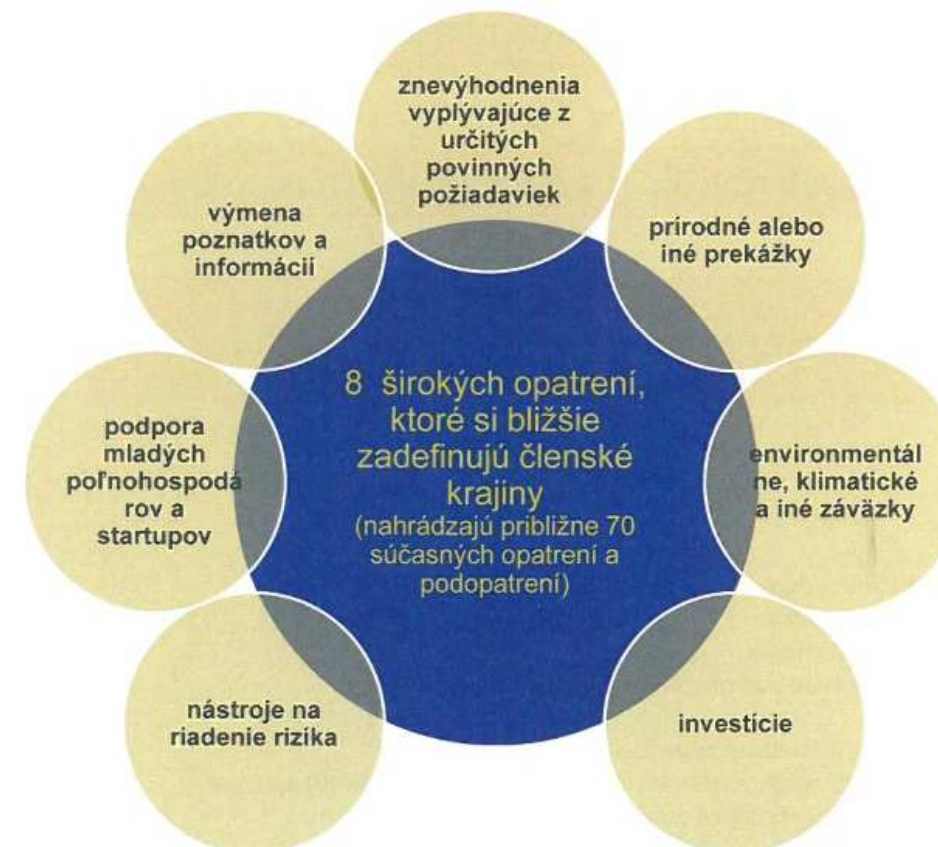 znevýhodnenia
vyplývajúce z
určitých
povinných
požiadaviek
výmena
poznatkov a
informácií
prírodné alebo
iné prekážky
8 širokých opatrení,
ktoré si bližšie
zadefinujú členské
krajiny
(nahrádzajú približne 70
súčasných opatrení a
podopatrení)
podpora
mladých
poľnohospodá
rov a
startupov
environmentál
ne, klimatické
a iné záväzky
nástroje na
riadenie rizika
investície